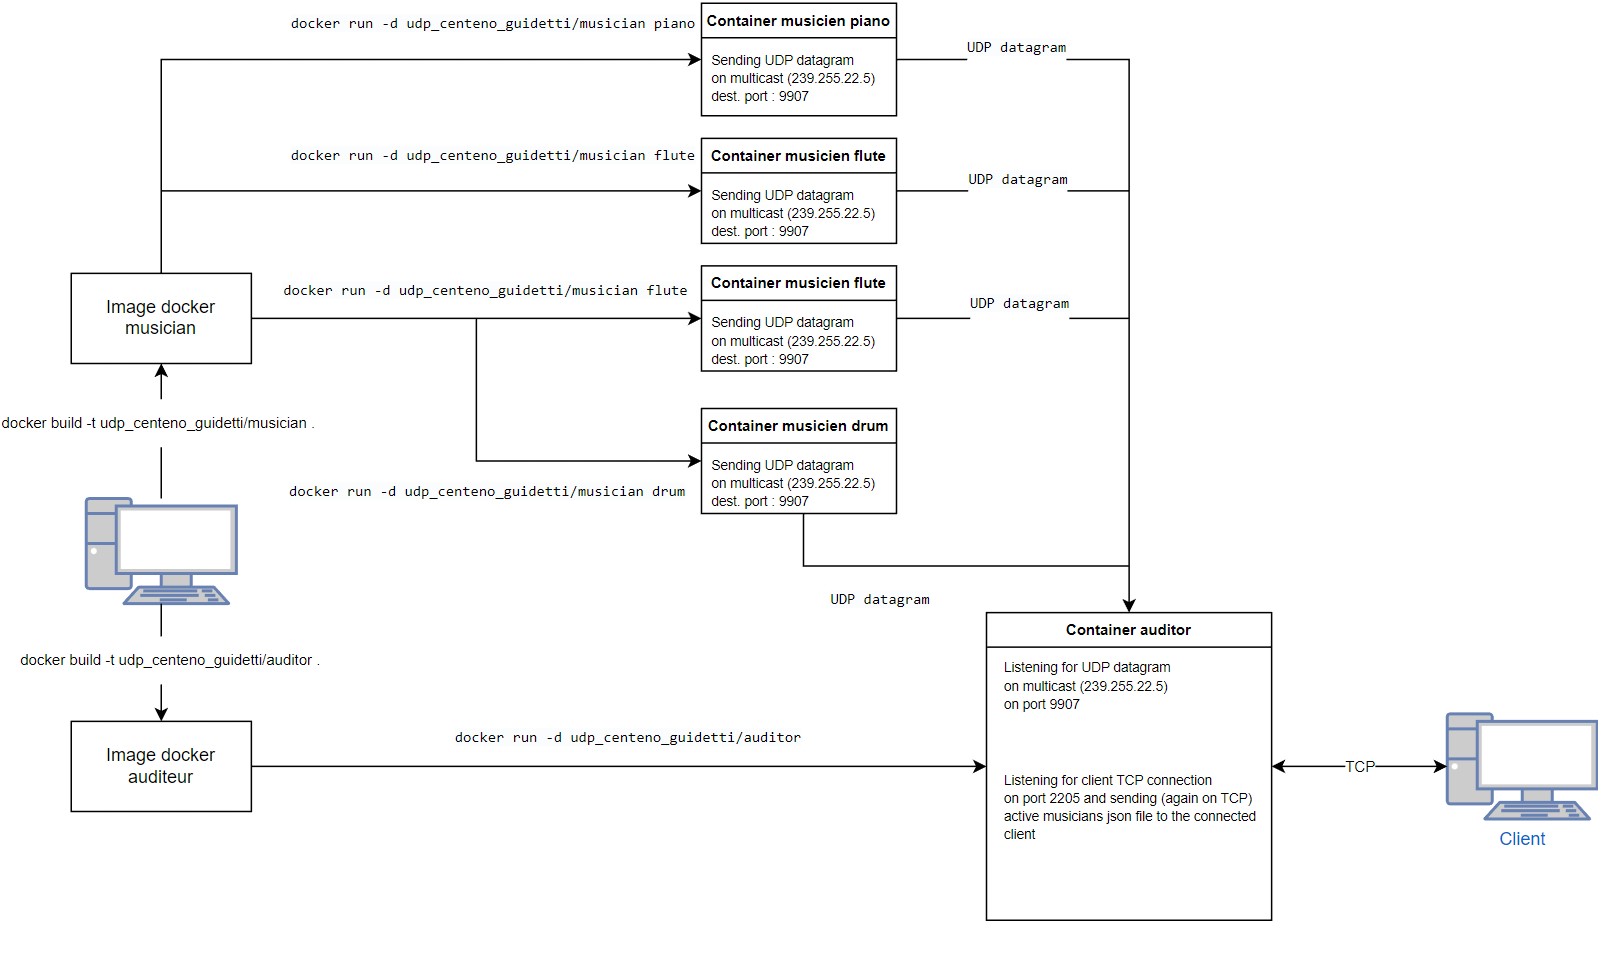 docker run -d udp_centeno_guidetti/musician piano
Container musicien piano
Sending UDP datagram
on multicast (239.255.22.5)
dest. port : 9907
UDP datagram
docker run -d udp_centeno_guidetti/musician flute
Container musicien flute
Sending UDP datagram
on multicast (239.255.22.5)
dest. port : 9907
UDP datagram
Image docker
musician
docker run -d udp_centeno_guidetti/musician flute
Container musicien flute
Sending UDP datagram
on multicast (239.255.22.5)
dest. port : 9907
UDP datagram
docker build -t udp_centeno_guidetti/musician .
docker run -d udp_centeno_guidetti/musician drum
Container musicien drum
Sending UDP datagram
on multicast (239.255.22.5)
dest. port : 9907
UDP datagram
docker build -t udp_centeno_guidetti/auditor .
Image docker
auditeur
docker run -d udp_centeno_guidetti/auditor
Container auditor
Listening for UDP datagram
on multicast (239.255.22.5)
on port 9907
Listening for client TCP connection
on port 2205 and sending (again on TCP)
active musicians json file to the connected
client
TCP
Client